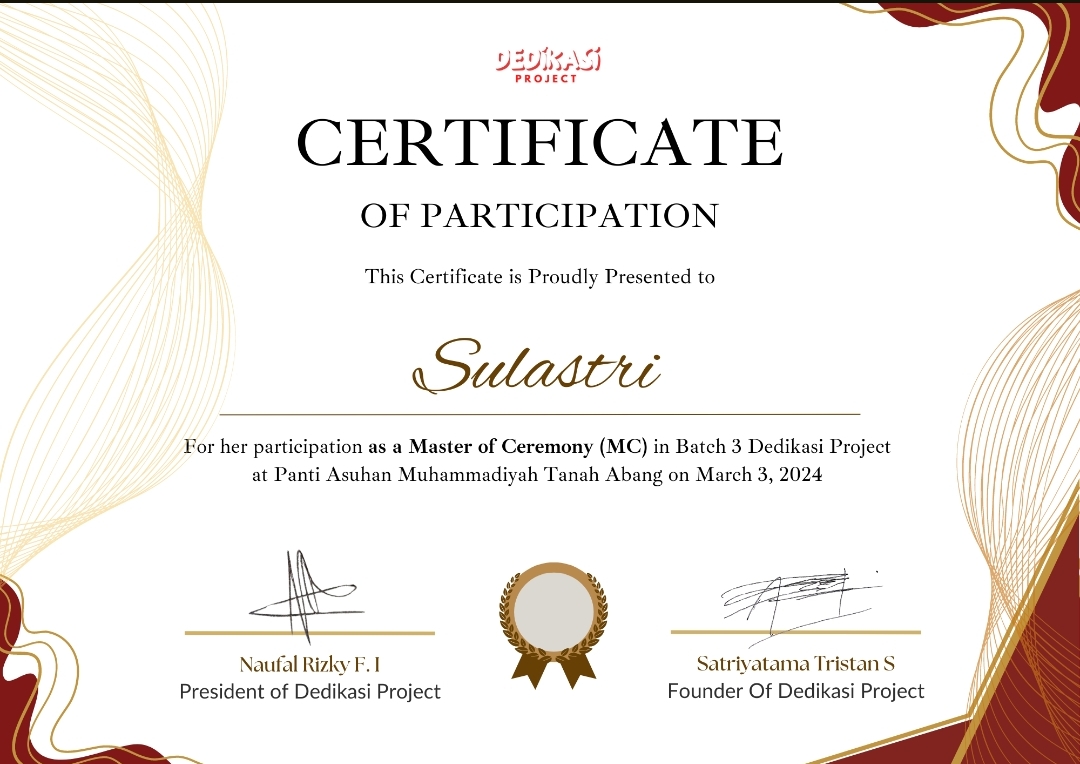 DEDIKASI
PROJECT
CERTIFICATE
OF PARTICIPATION
This Certificate is Proudly Presented to
Sulastri
For her participation as a Master of Ceremony (MC) in Batch 3 Dedikasi Project
at Panti Asuhan Muhammadiyah Tanah Abang on March 3, 2024
Naufal Rizky F. I
President of Dedikasi Project
Satriyatama Tristan S
Founder Of Dedikasi Project